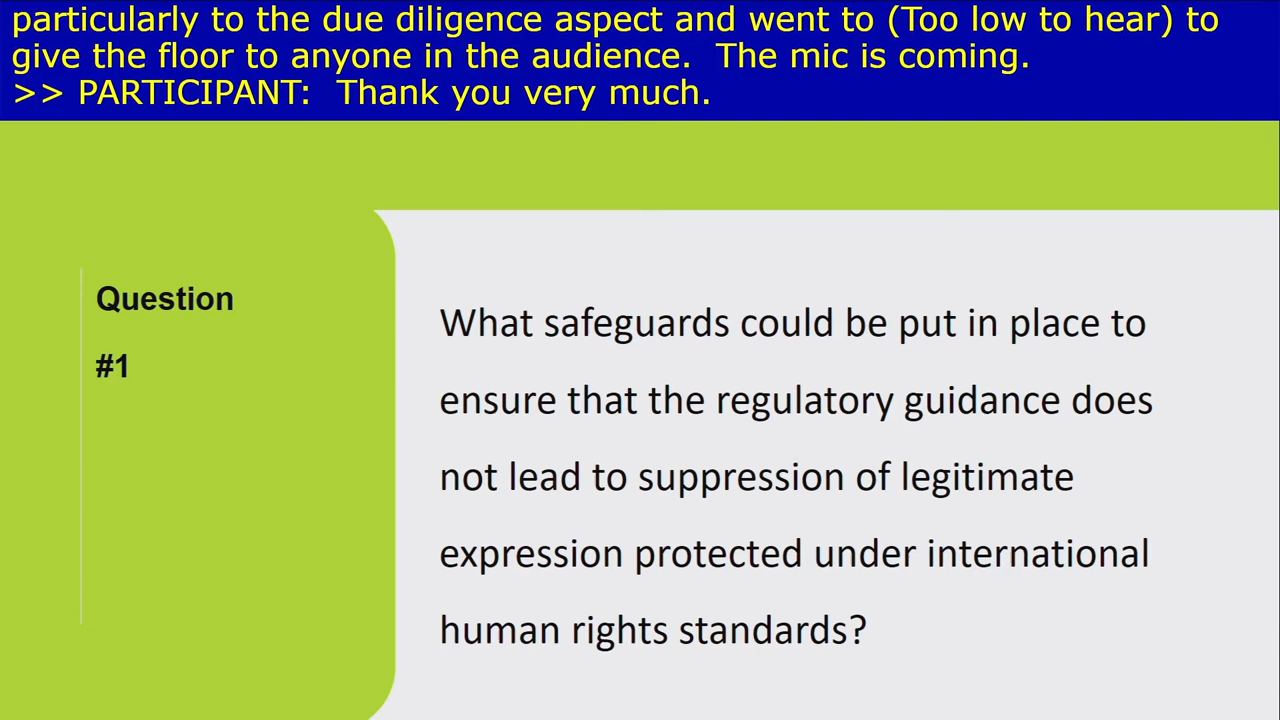 particularly to the due diligence aspect and went to (Too low to hear) to
give the floor to anyone in the audience.  The mic is coming.
>> PARTICIPANT:  Thank you very much.
Question
#1
What safeguards could be put in place to
ensure that the regulatory guidance does
not lead to suppression of legitimate
expression protected under international
human rights standards?